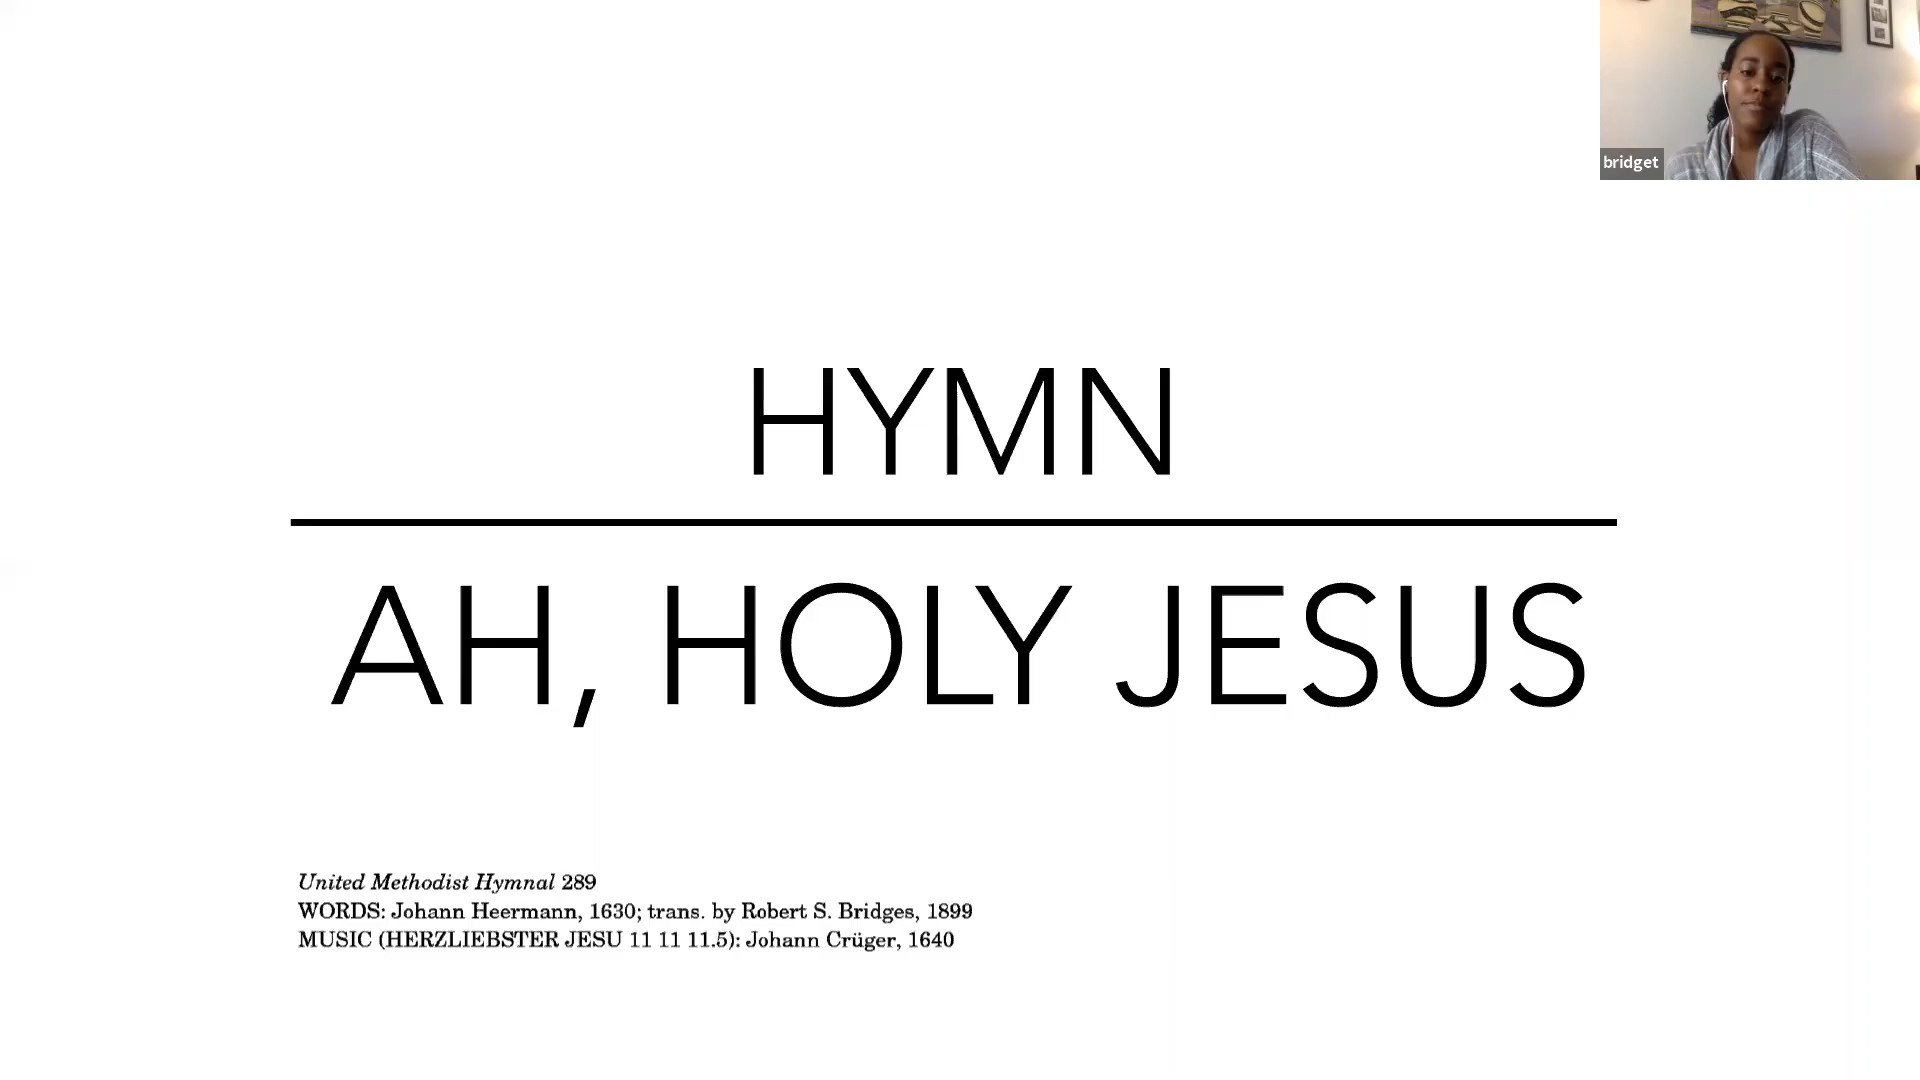 bridget
HYMN
AH, HOLY JESUS
United Methodist Hymnal 289
WORDS: Johann Heermann, 1630; trans. by Robert S. Bridges, 1899
MUSIC (HERZLIEBSTER JESU 11 11 11.5): Johann Crüger, 1640